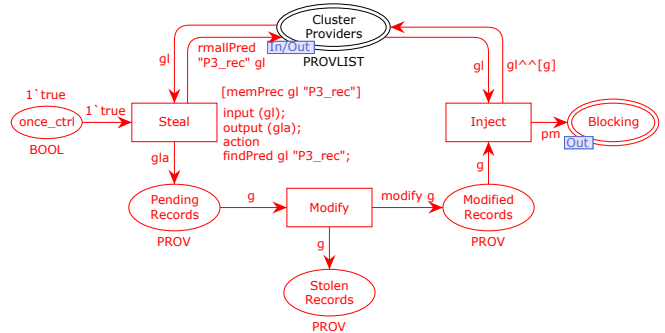 Cluster
Providers
In/Out
PROVLIST
gl
rmallPred
"P3_rec" gl
gl
gl^^[g]
1`true
1`true
once_ctrl
BOOL
Steal
[memPrec gl "P3_rec"]
input (gl);
output (gla);
action
findPred gl "P3_rec";
Inject
pm
Blocking
Out
gla
g
Pending
Records
PROV
g
Modify
modify g
Modified
Records
PROV
g
Stolen
Records
PROV